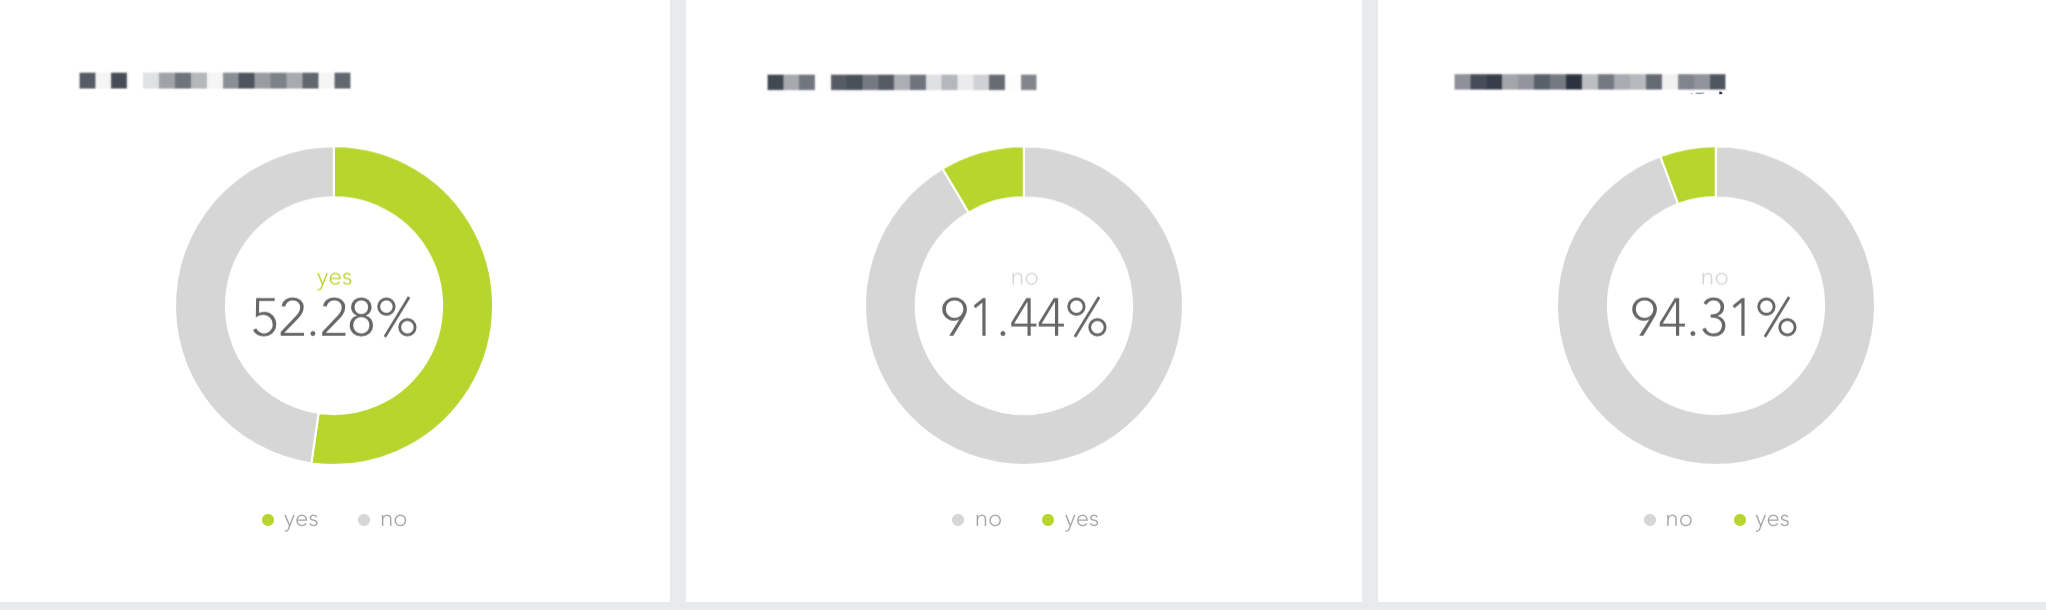 yes
52.28%
yes no
no
91.44%
no yes
no
94.31%
no yes